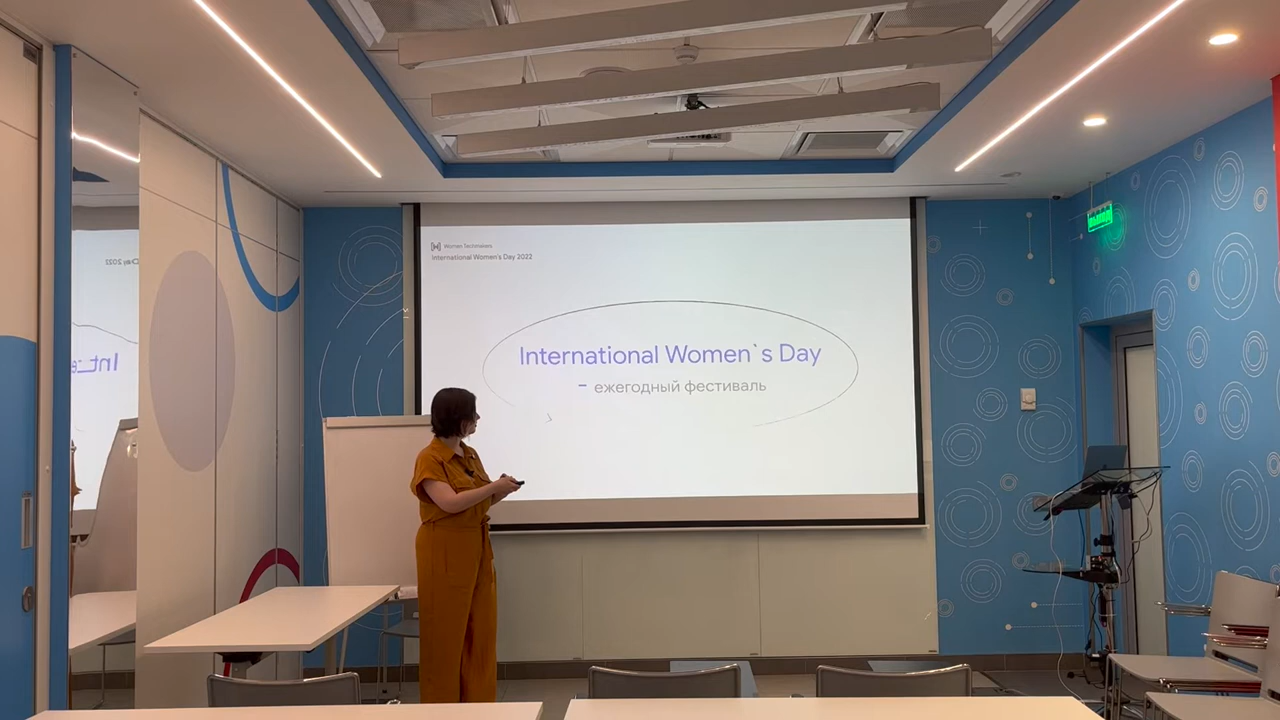 Women Techmakers
International Women's Day 2022
International Women`s Day
- ежегодный фестиваль